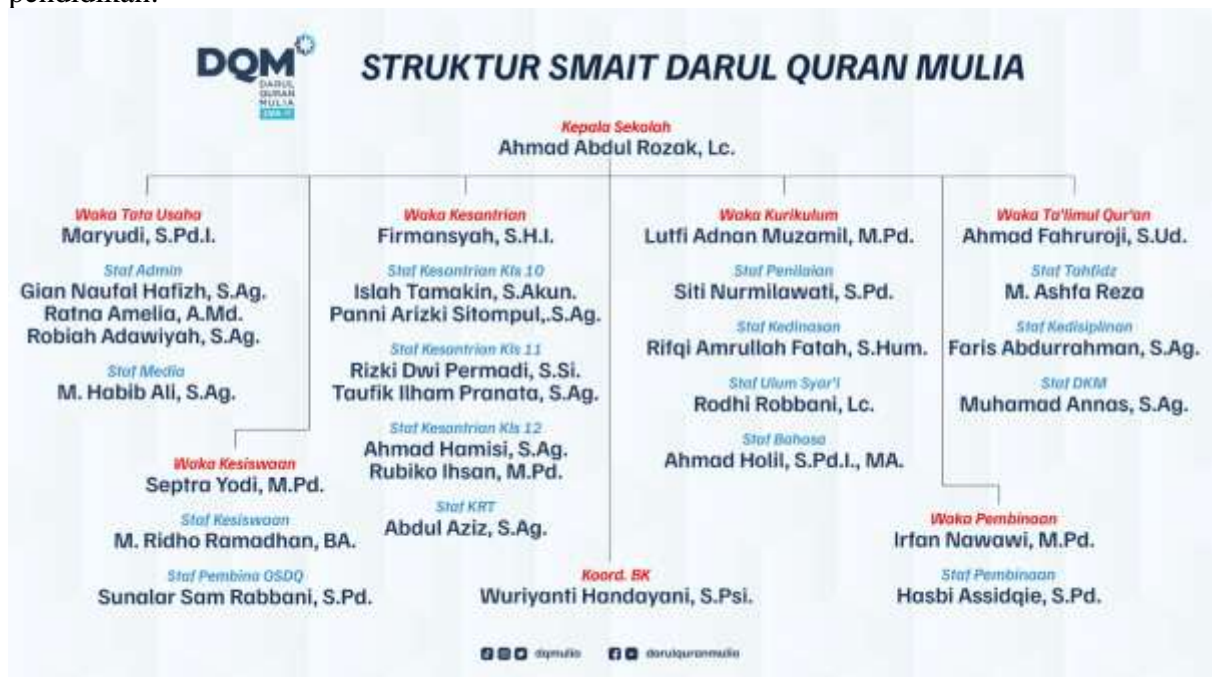 pendidikan.
DQM
DARUL
QURAN
MULIA
STRUKTUR SMAIT DARUL QURAN MULIA
Kepala Sekolah
Ahmad Abdul Rozak, Lc.
Waka Tata Usaha
Maryudi, S.Pd.I.
Staf Admin
Gian Naufal Hafizh, S.Ag.
Ratna Amelia, A.Md.
Robiah Adawiyah, S.Ag.
Staf Media
M. Habib Ali, S.Ag.
Waka Kesiswaan
Septra Yodi, M.Pd.
Staf Kesiswaan
M. Ridho Ramadhan, BA.
Staf Pembina OSDQ
Sunalar Sam Rabbani, S.Pd.
Waka Kesantrian
Firmansyah, S.H.I.
Staf Kesantrian Kls 10
Islah Tamakin, S.Akun.
Panni Arizki Sitompul,.S.Ag.
Staf Kesantrian Kls 11
Rizki Dwi Permadi, S.Si.
Taufik Ilham Pranata, S.Ag.
Staf Kesantrian Kls 12
Ahmad Hamisi, S.Ag.
Rubiko Ihsan, M.Pd.
Staf KRT
Abdul Aziz, S.Ag.
Koord. BK
Wuriyanti Handayani, S.Psi.
Waka Kurikulum
Lutfi Adnan Muzamil, M.Pd.
Staf Penilaian
Siti Nurmilawati, S.Pd.
Staf Kedinasan
Rifqi Amrullah Fatah, S.Hum.
Staf Ulum Syar'i
Rodhi Robbani, Lc.
Staf Bahasa
Ahmad Holil, S.Pd.I., MA.
Waka Ta'limul Qur'an
Ahmad Fahruroji, S.Ud.
Staf Tahfidz
M. Ashfa Reza
Staf Kedisiplinan
Faris Abdurrahman, S.Ag.
Staf DKM
Muhamad Annas, S.Ag.
Waka Pembinaan
Irfan Nawawi, M.Pd.
Staf Pembinaan
Hasbi Assidqie, S.Pd.
dqmulia darulquranmulia